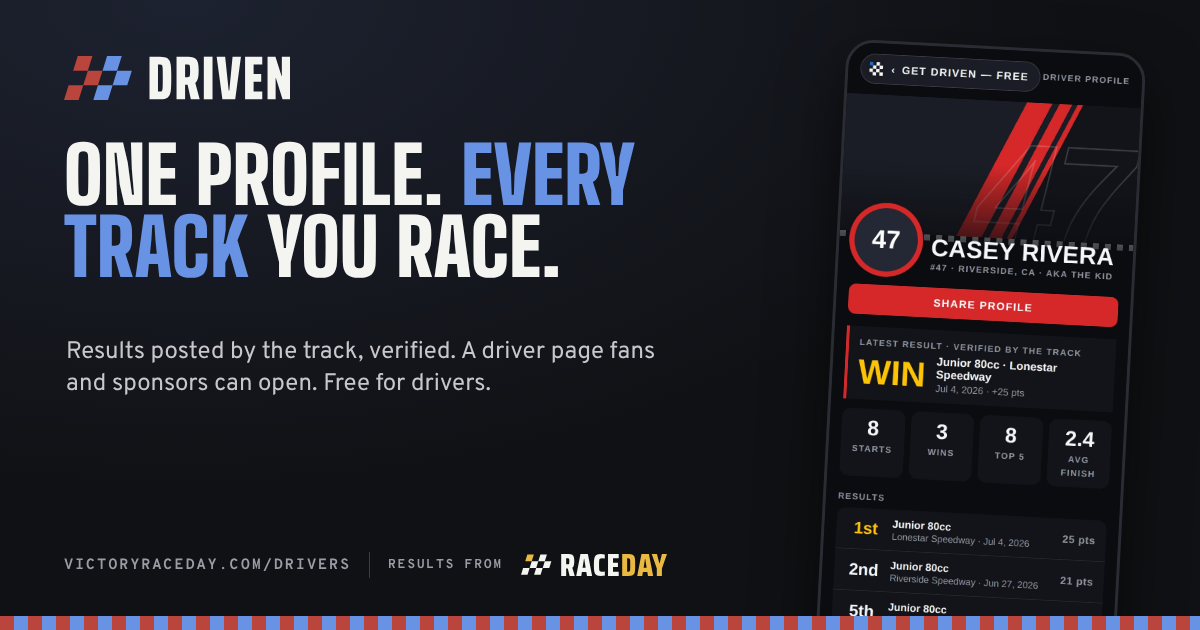 DRIVEN
ONE PROFILE. EVERY
TRACK YOU RACE.
Results posted by the track, verified. A driver page fans
and sponsors can open. Free for drivers.
VICTORYRACEDAY.COM/DRIVERS
RESULTS FROM
RACEDAY
‹ GET DRIVEN — FREE
DRIVER PROFILE
47
47
CASEY RIVERA
#47 · RIVERSIDE, CA · AKA THE KID
SHARE PROFILE
LATEST RESULT · VERIFIED BY THE TRACK
WIN
Junior 80cc · Lonestar
Speedway
Jul 4, 2026 · +25 pts
8
STARTS
3
WINS
8
TOP 5
2.4
AVG
FINISH
RESULTS
1st
Junior 80cc
Lonestar Speedway · Jul 4, 2026
25 pts
2nd
Junior 80cc
Riverside Speedway · Jun 27, 2026
21 pts
5th
Junior 80cc